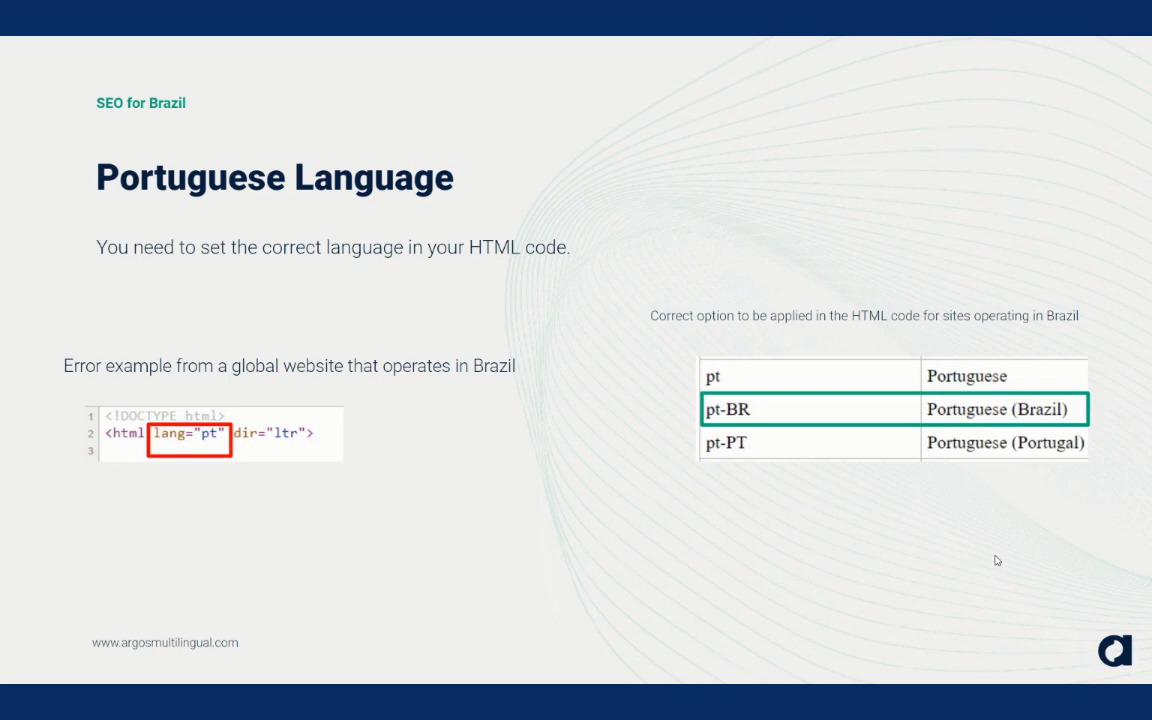 SEO for Brazil
Portuguese Language
You need to set the correct language in your HTML code.
Correct option to be applied in the HTML code for sites operating in Brazil
Error example from a global website that operates in Brazil
1 <!DOCTYPE html>
2 <html lang="pt" dir="ltr">
3
pt Portuguese
pt-BR Portuguese (Brazil)
pt-PT Portuguese (Portugal)
www.argosmultilingual.com